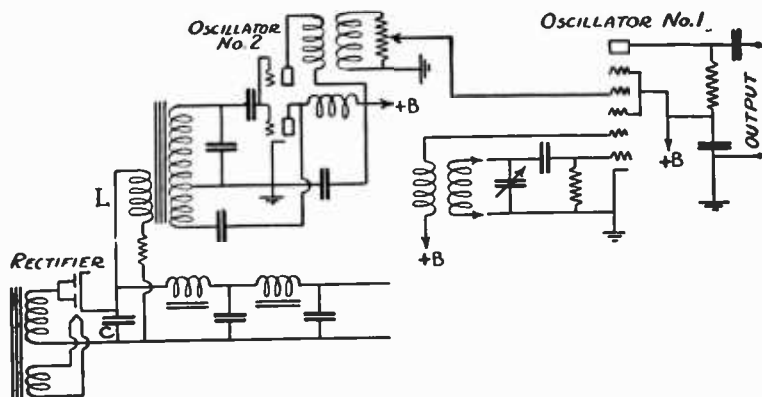 OSCILLATOR
No. 2
OSCILLATOR No. 1
+B
+B
OUTPUT
L
+B
RECTIFIER
C